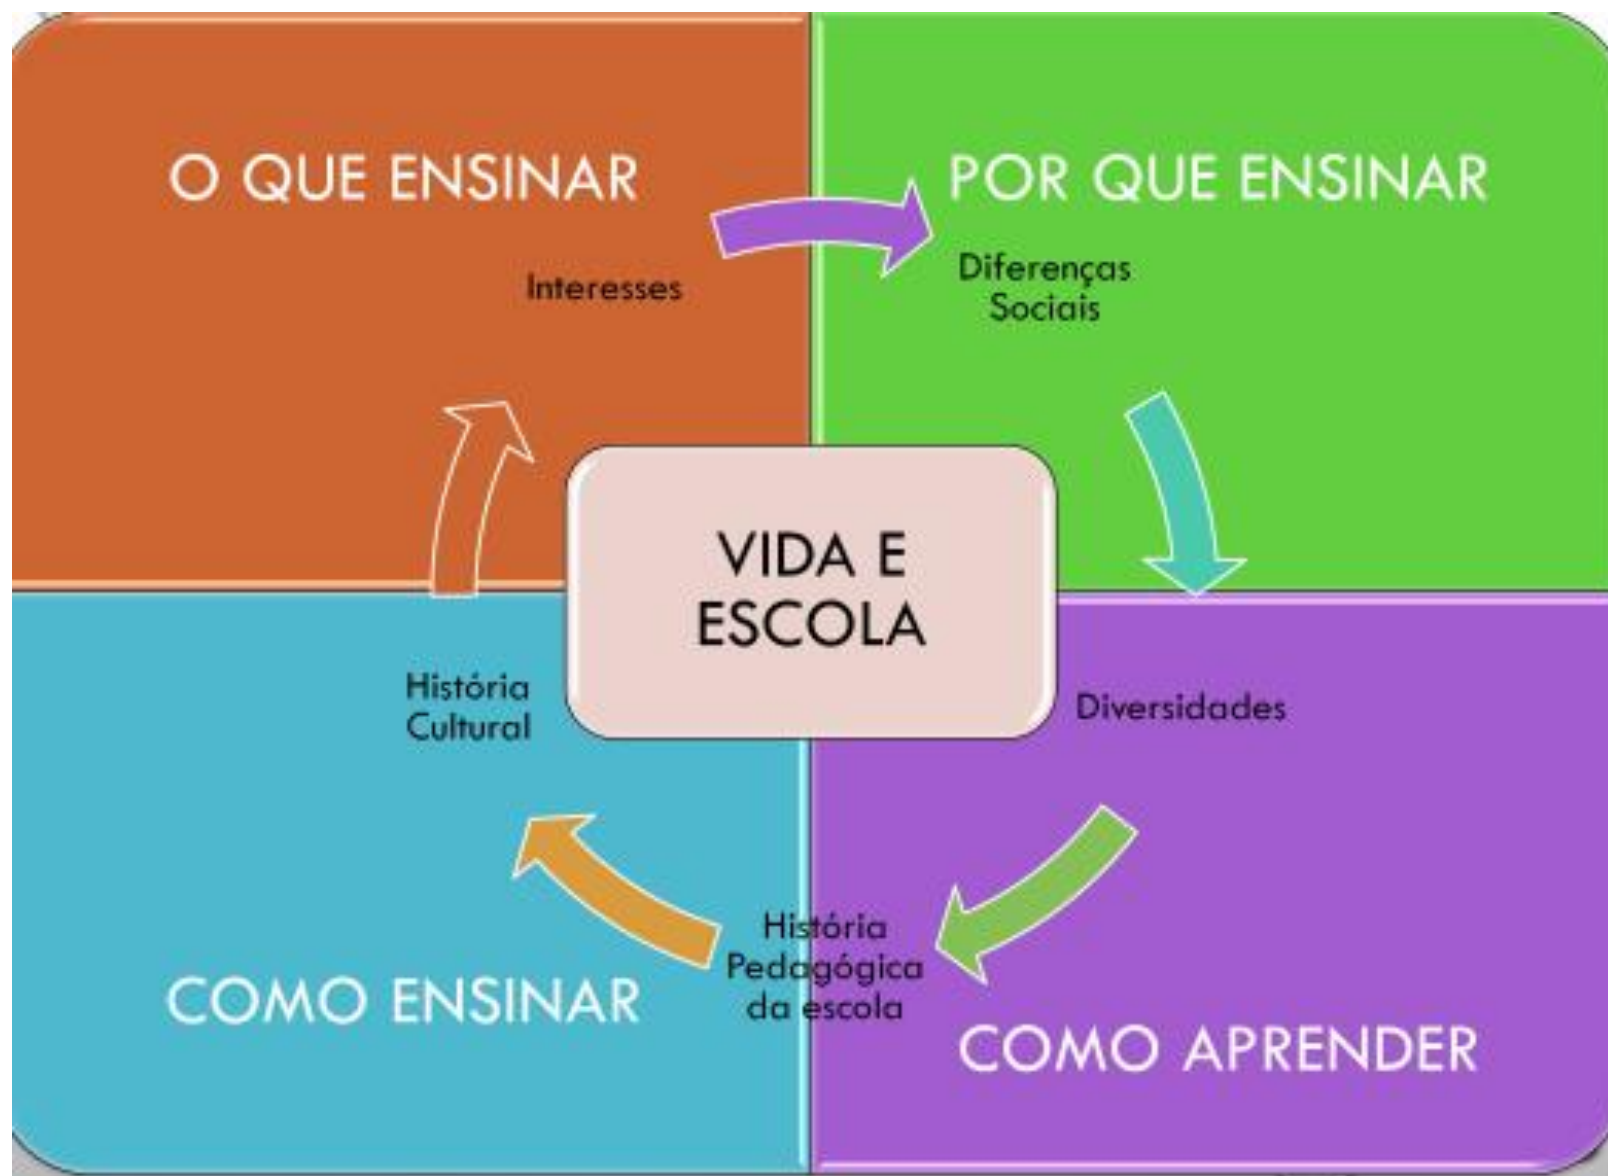 O QUE ENSINAR
POR QUE ENSINAR
Interesses
Diferenças
Sociais
VIDA E
ESCOLA
História
Cultural
Diversidades
História
Pedagógica
da escola
COMO ENSINAR
COMO APRENDER